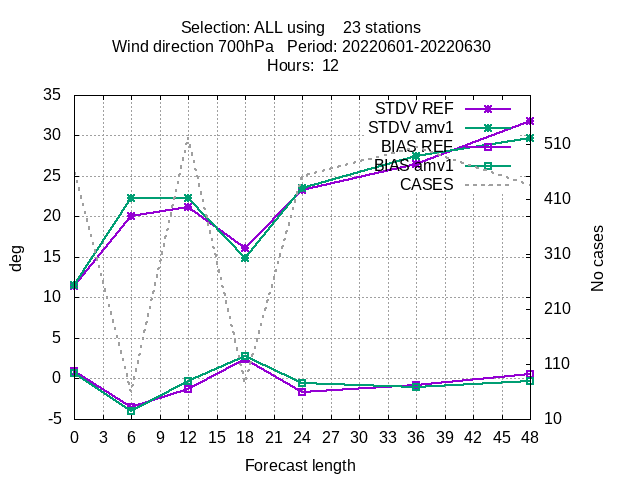 Selection: ALL using    23 stations
Wind direction 700hPa   Period: 20220601-20220630
Hours:  12
STDV REF
STDV amv1
BIAS REF
BIAS amv1
CASES
35
30
25
20
15
10
5
0
-5
deg
510
410
310
210
110
10
No cases
0 3 6 9 12 15 18 21 24 27 30 33 36 39 42 45 48
Forecast length